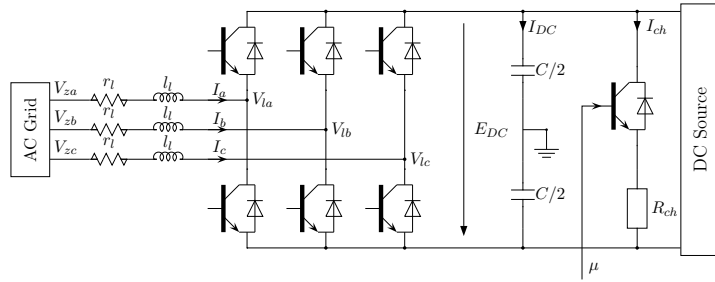 I_{DC}
I_{ch}
C/2
V_{za}
r_l
l_l
I_a
V_{la}
V_{zb}
r_l
l_l
I_b
V_{lb}
V_{zc}
r_l
l_l
I_c
V_{lc}
AC Grid
E_{DC}
DC Source
C/2
R_{ch}
μ